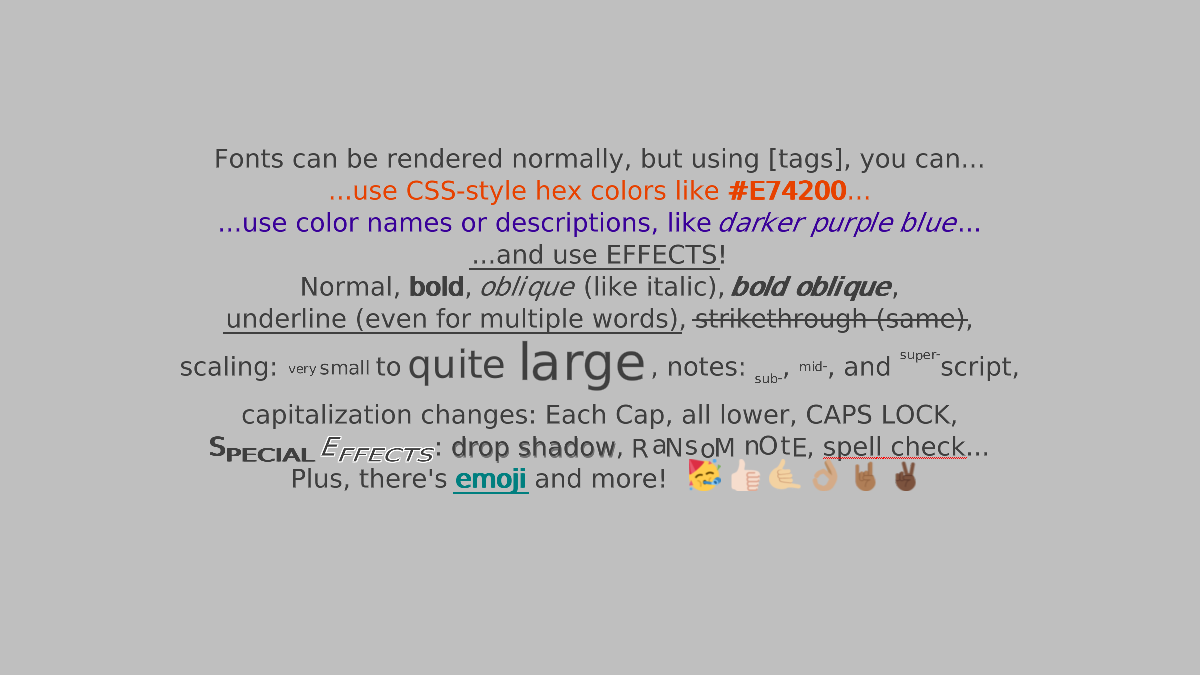 Fonts can be rendered normally, but using [tags], you can...
...use CSS-style hex colors like #E74200...
...use color names or descriptions, like darker purple blue...
...and use EFFECTS!
Normal, bold, oblique (like italic), bold oblique,
underline (even for multiple words), strikethrough (same),
scaling: very small to quite large, notes: sub-, mid-, and super-script,
capitalization changes: Each Cap, all lower, CAPS LOCK,
SPECIAL EFFECTS: drop shadow, RaNsoM nOtE, spell check...
Plus, there's emoji and more! 🥳👍🏻🤙🏼👌🏽🤘🏾✌🏿